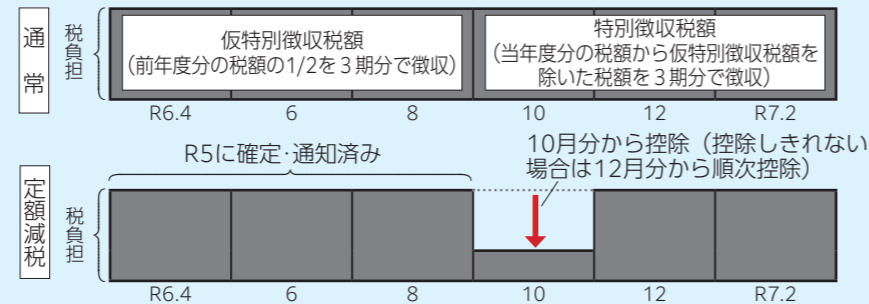 通常
税負担
仮特別徴収税額
(前年度分の税額の1/2を3期分で徴収)
特別徴収税額
(当年度分の税額から仮特別徴収税額を
除いた税額を3期分で徴収)
R6.4 6 8 10 12 R7.2
定額減税
税負担
R5に確定・通知済み
10月分から控除(控除しきれない
場合は12月分から順次控除)
R6.4 6 8 10 12 R7.2